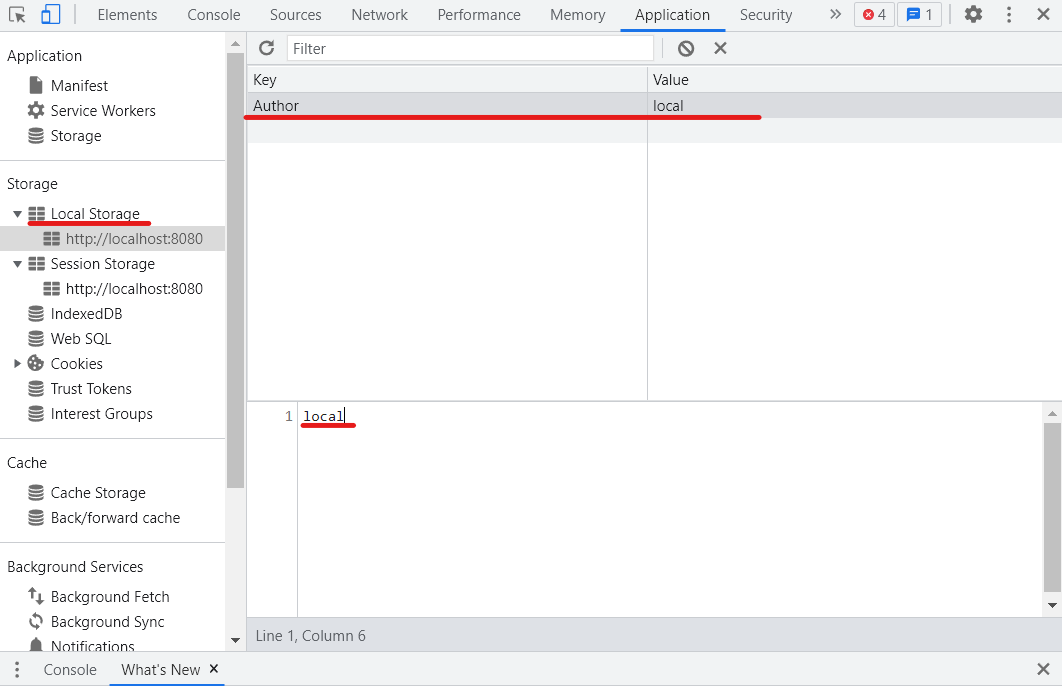 Elements Console Sources Network Performance Memory Application Security 4 1
Application
Manifest
Service Workers
Storage
Storage
Local Storage
http://localhost:8080
Session Storage
http://localhost:8080
IndexedDB
Web SQL
Cookies
Trust Tokens
Interest Groups
Cache
Cache Storage
Back/forward cache
Background Services
Background Fetch
Background Sync
Notifications
Filter
Key Value
Author local
1 local
Line 1, Column 6
Console What's New